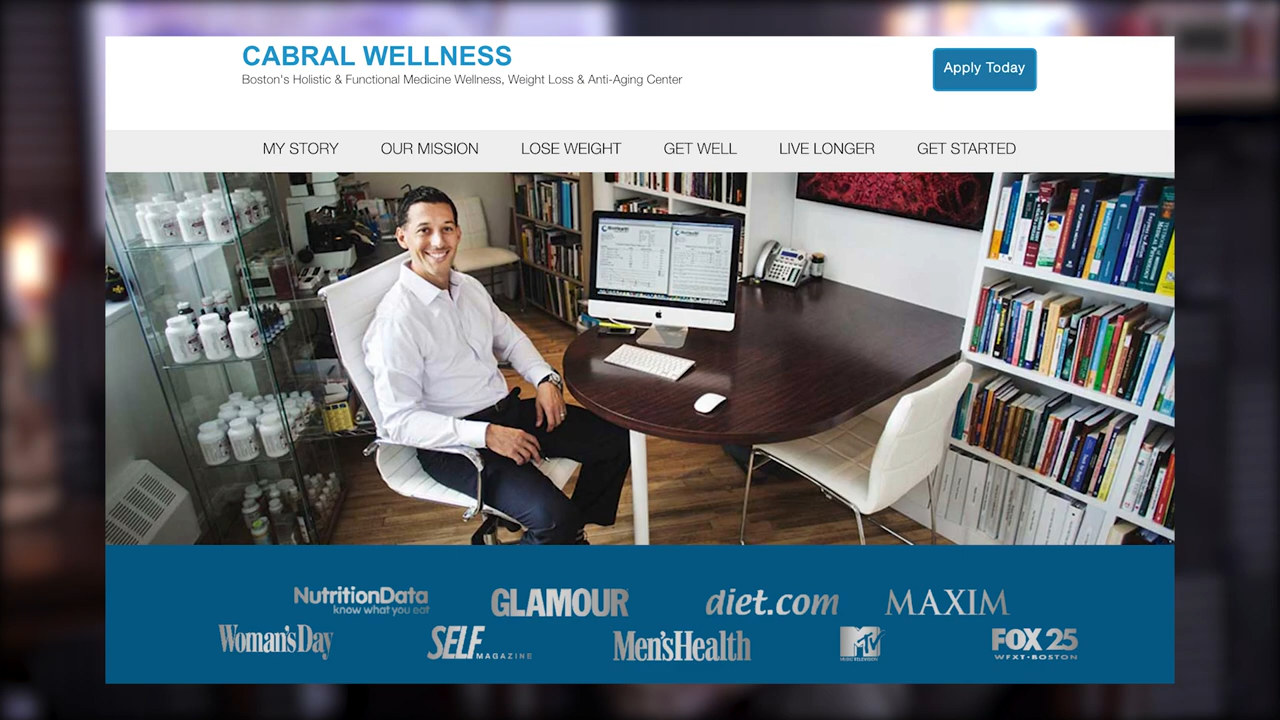 CABRAL WELLNESS
Boston's Holistic & Functional Medicine Wellness, Weight Loss & Anti-Aging Center
Apply Today
MY STORY OUR MISSION LOSE WEIGHT GET WELL LIVE LONGER GET STARTED
NutritionData
know what you eat
GLAMOUR
diet.com
MAXIM
Woman'sDay
SELF
MAGAZINE
Men'sHealth
MTV
MUSIC TELEVISION
FOX 25
WFXT•BOSTON